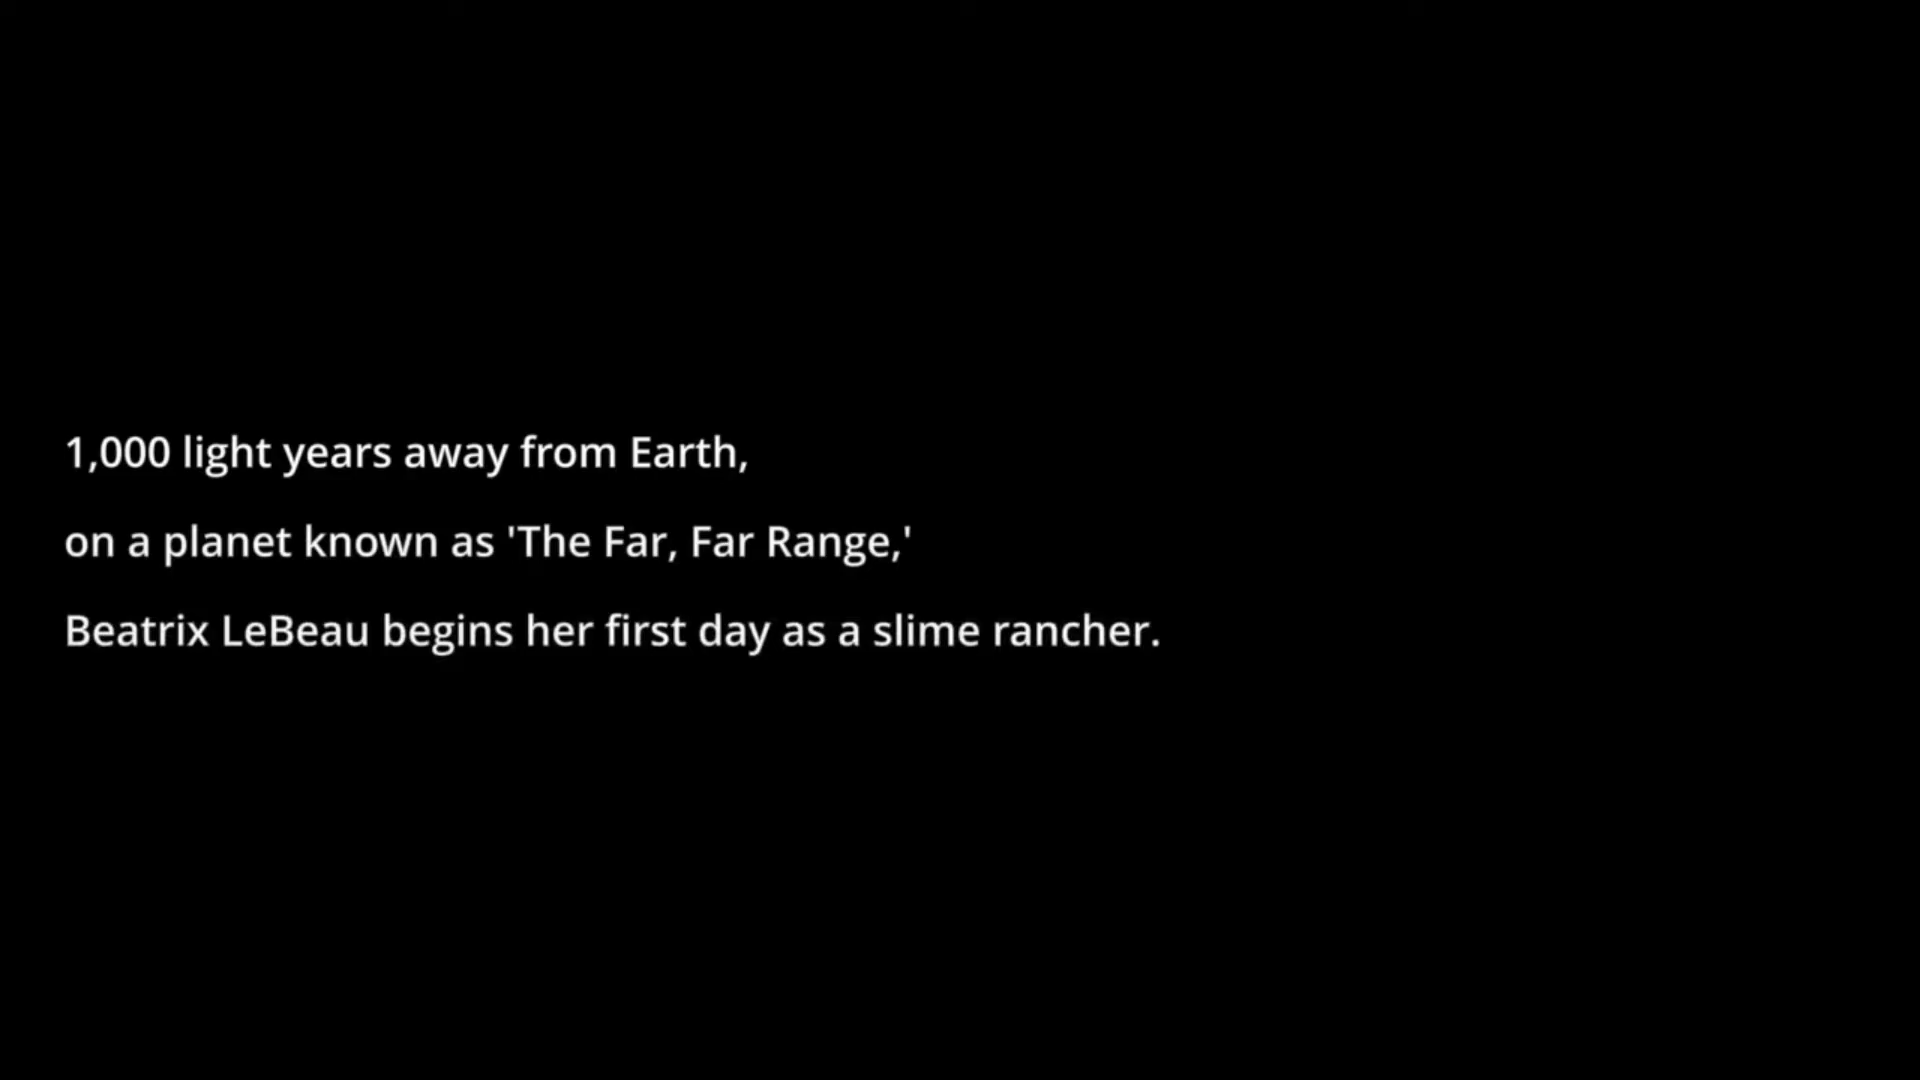 1,000 light years away from Earth,
on a planet known as 'The Far, Far Range,'
Beatrix LeBeau begins her first day as a slime rancher.